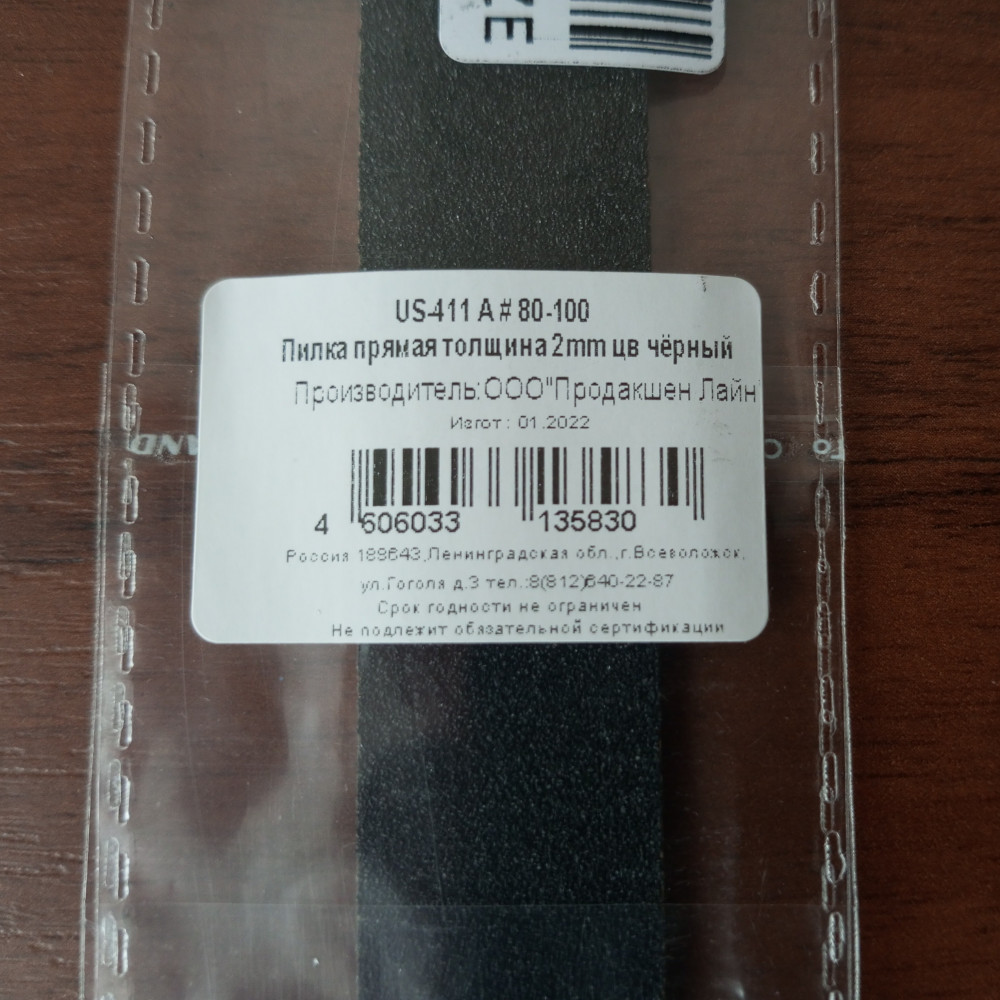 ZE
US-411 A # 80-100
Пилка прямая толщина 2mm цв чёрный
Производитель:ООО"Продакшен Лайн"
Изгот : 01.2022
4 606033 135830
Россия 188643,Ленинградская обл.,г.Всеволожск,
ул.Гоголя д.3 тел.:8(812)640-22-87
Срок годности не ограничен
Не подлежит обязательной сертификации